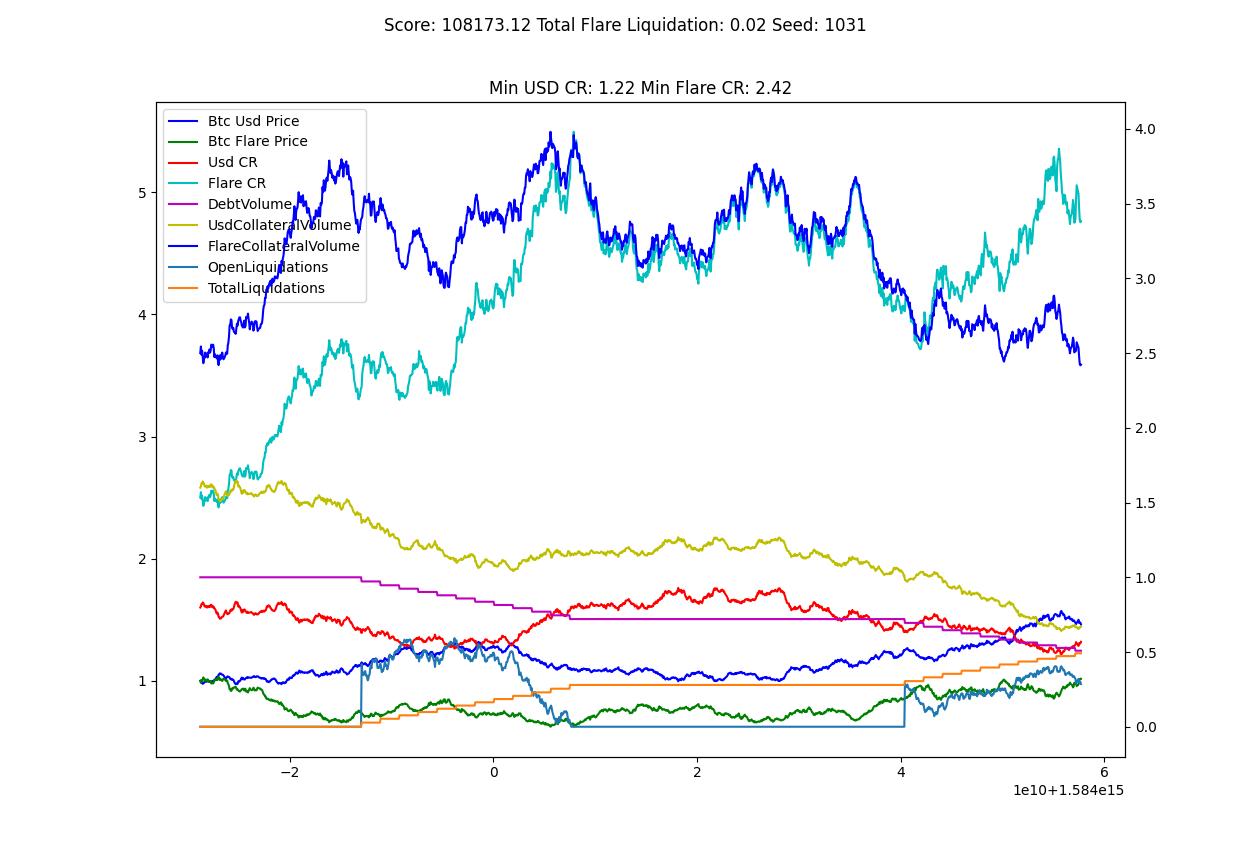 Score: 108173.12 Total Flare Liquidation: 0.02 Seed: 1031
Min USD CR: 1.22 Min Flare CR: 2.42
Btc Usd Price
Btc Flare Price
Usd CR
Flare CR
DebtVolume
UsdCollateralVolume
FlareCollateralVolume
OpenLiquidations
TotalLiquidations
5
4
3
2
1
4.0
3.5
3.0
2.5
2.0
1.5
1.0
0.5
0.0
−2 0 2 4 6
1e10+1.584e15